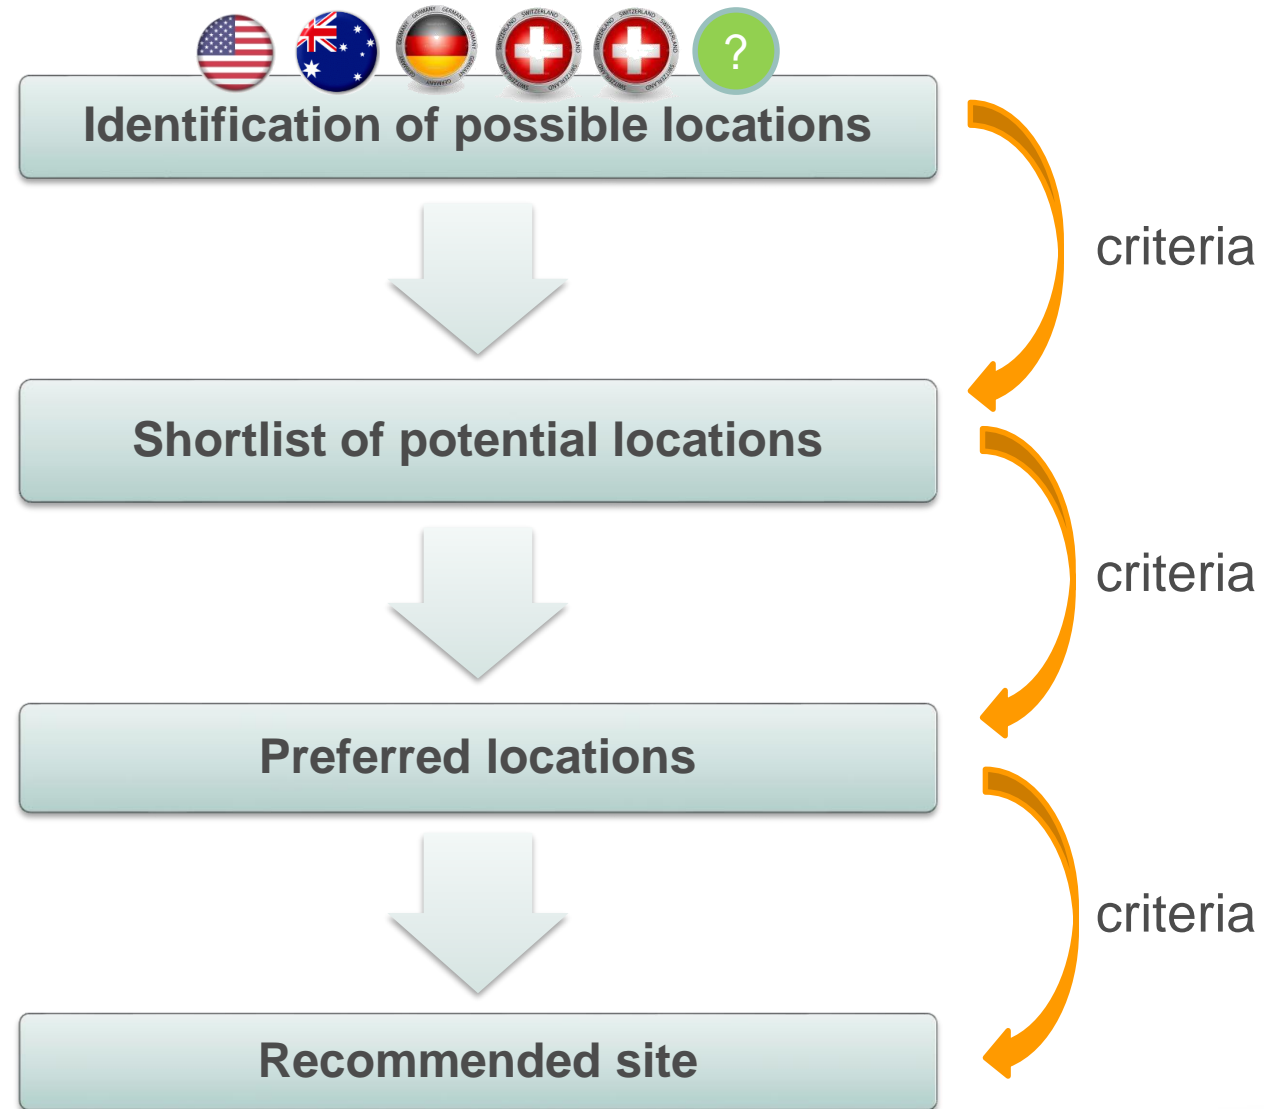 ?
Identification of possible locations
criteria
Shortlist of potential locations
criteria
Preferred locations
criteria
Recommended site